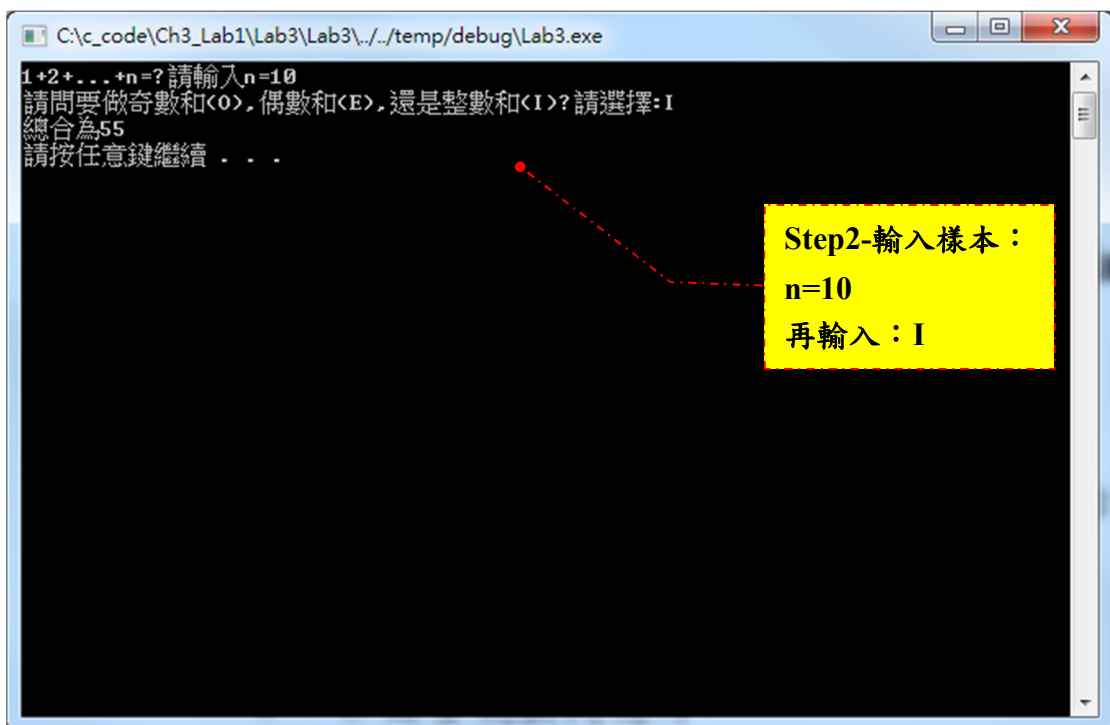 C:\c_code\Ch3_Lab1\Lab3\Lab3\../../temp/debug\Lab3.exe
1+2+...+n=?請輸入n=10
請問要做奇數和(O),偶數和(E),還是整數和(I)?請選擇:I
總合為55
請按任意鍵繼續 . . .
Step2-輸入樣本：
n=10
再輸入：I